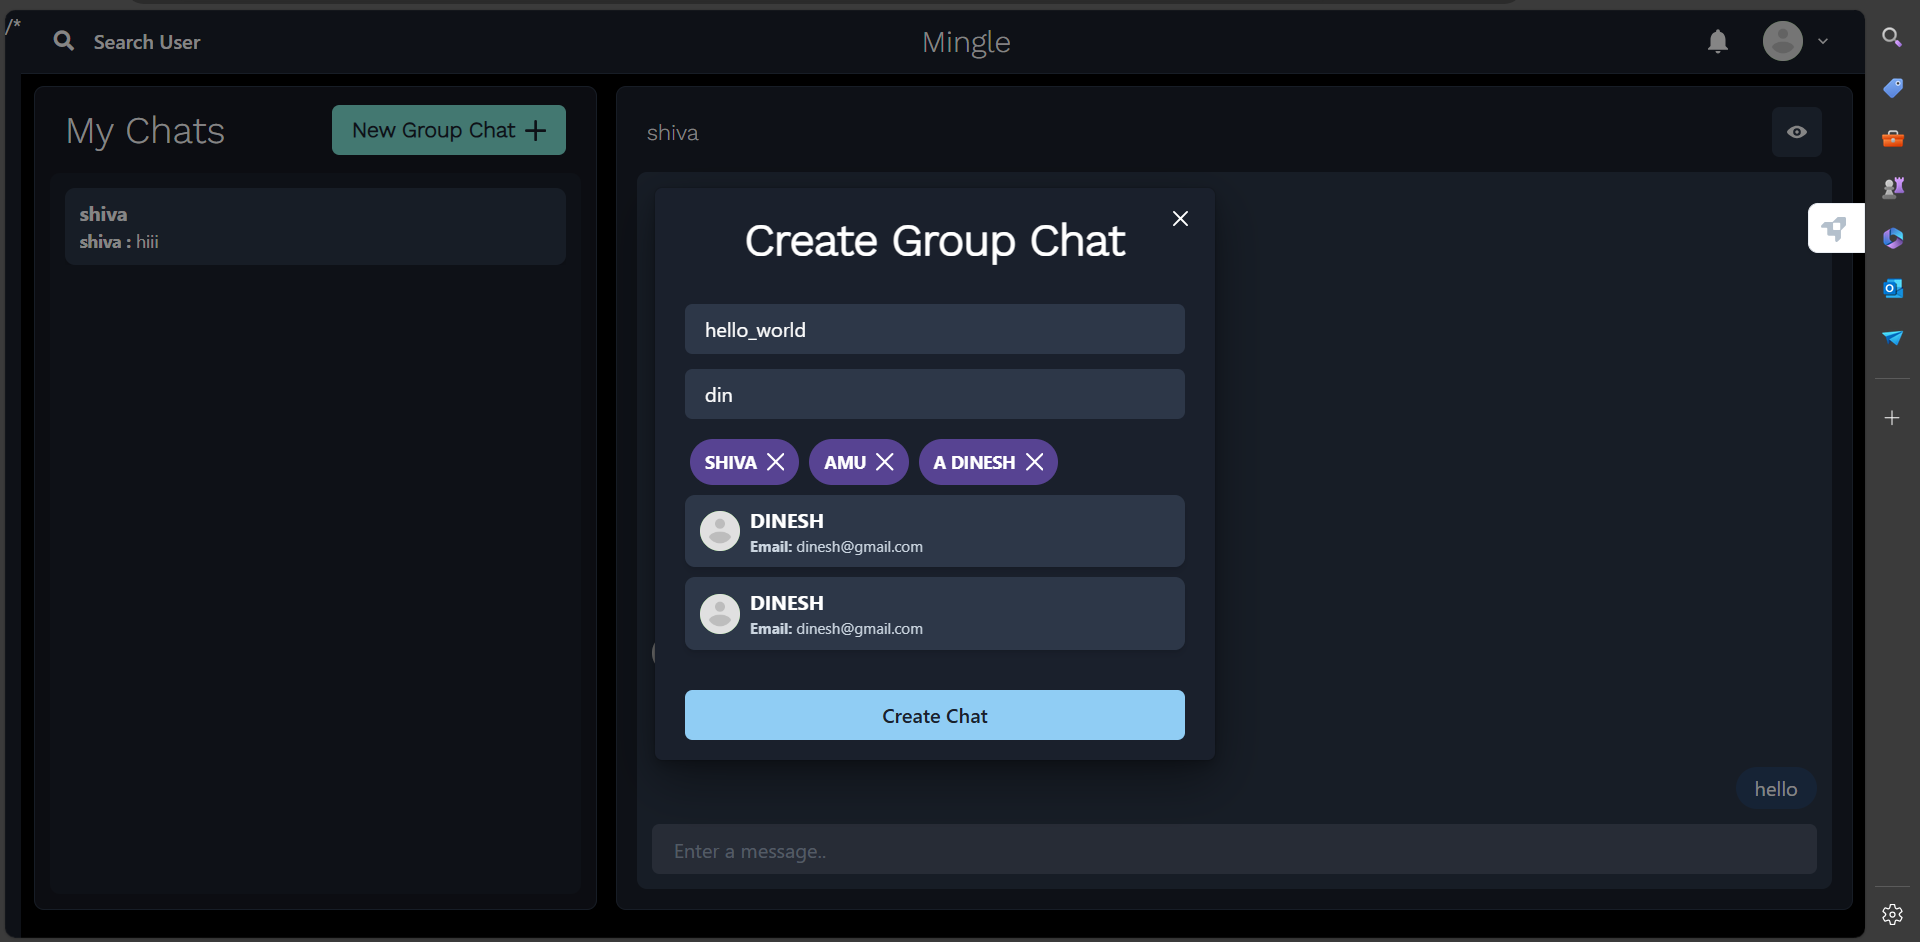 /*
Search User
Mingle
My Chats
New Group Chat
shiva
shiva : hiii
shiva
Create Group Chat
hello_world
din
SHIVA
AMU
A DINESH
DINESH
Email: dinesh@gmail.com
DINESH
Email: dinesh@gmail.com
Create Chat
hello
Enter a message..